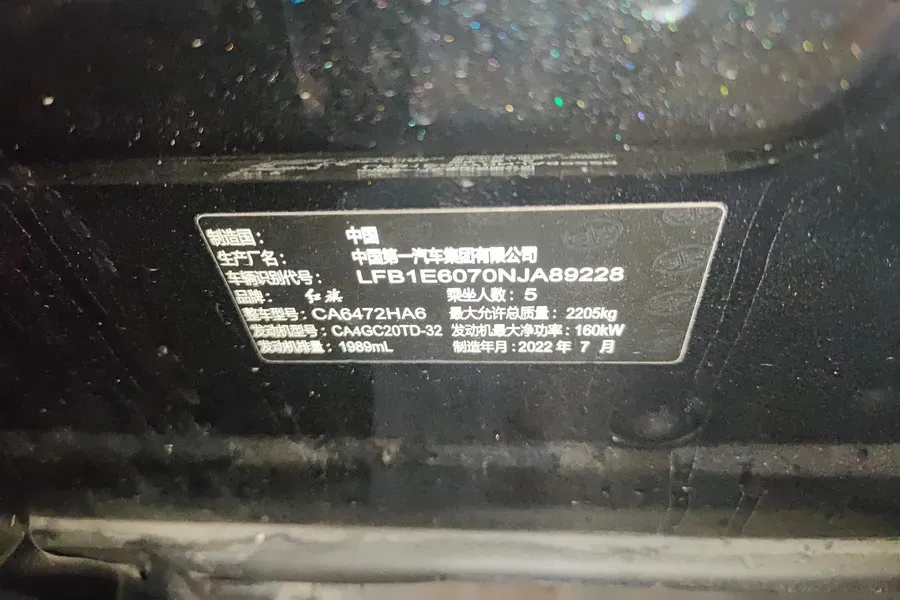 制造国：中国
生产厂名：中国第一汽车集团有限公司
车辆识别代号：LFB1E6070NJA89228
品牌：红旗 乘坐人数：5
整车型号：CA6472HA6 最大允许总质量：2205kg
发动机型号：CA4GC20TD-32 发动机最大净功率：160kW
发动机排量：1989mL 制造年月：2022年7月